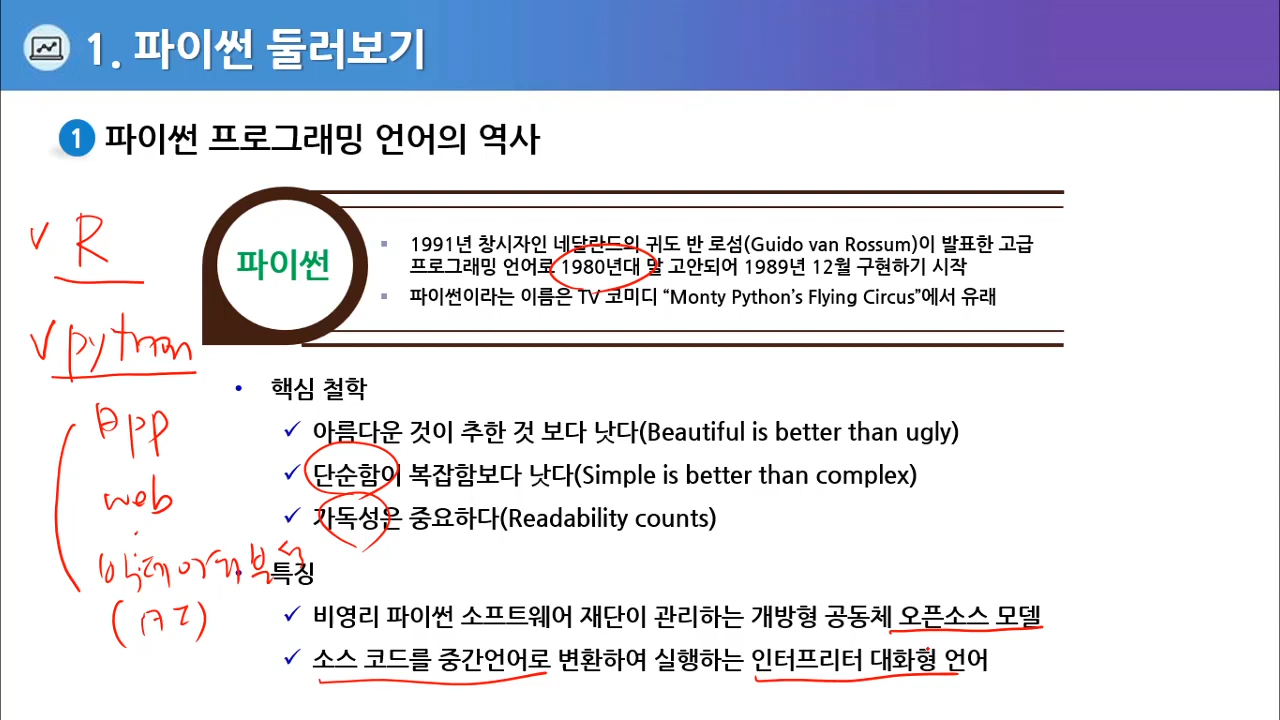 1. 파이썬 둘러보기
1 파이썬 프로그래밍 언어의 역사
파이썬
1991년 창시자인 네달란드의 귀도 반 로섬(Guido van Rossum)이 발표한 고급
프로그래밍 언어로 1980년대 말 고안되어 1989년 12월 구현하기 시작
파이썬이라는 이름은 TV 코미디 “Monty Python’s Flying Circus”에서 유래
• 핵심 철학
✓ 아름다운 것이 추한 것 보다 낫다(Beautiful is better than ugly)
✓ 단순함이 복잡함보다 낫다(Simple is better than complex)
✓ 가독성은 중요하다(Readability counts)
• 특징
✓ 비영리 파이썬 소프트웨어 재단이 관리하는 개방형 공동체 오픈소스 모델
✓ 소스 코드를 중간언어로 변환하여 실행하는 인터프리터 대화형 언어
✓ R
✓ python
App
web
빅데이터분석
(AI)